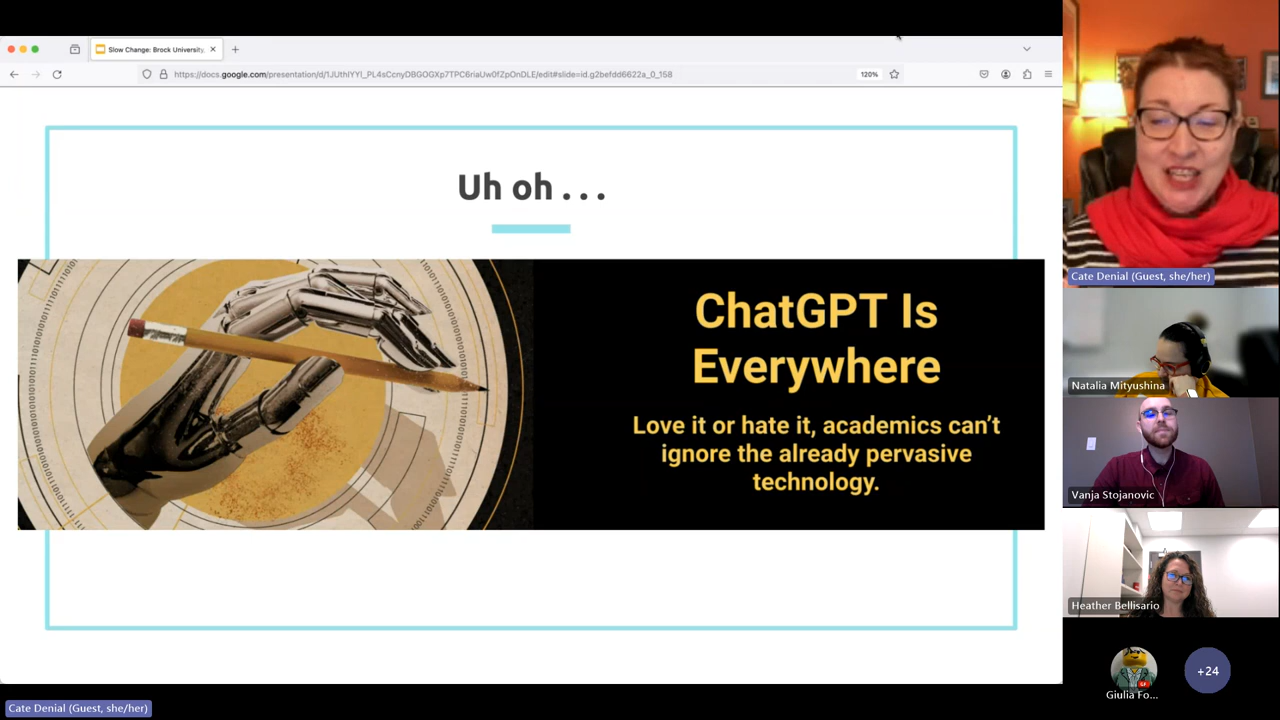 Slow Change: Brock University,
https://docs.google.com/presentation/d/1JUthIYYI_PL4sCcnyDBGOGXp7TPC6riaUw0fZpOnDLE/edit#slide=id.g2befdd6622a_0_158
120%
Uh oh . . .
ChatGPT Is
Everywhere
Love it or hate it, academics can’t
ignore the already pervasive
technology.
Cate Denial (Guest, she/her)
Natalia Mityushina
Vanja Stojanovic
Heather Bellisario
Giulia Fo...
+24
Cate Denial (Guest, she/her)